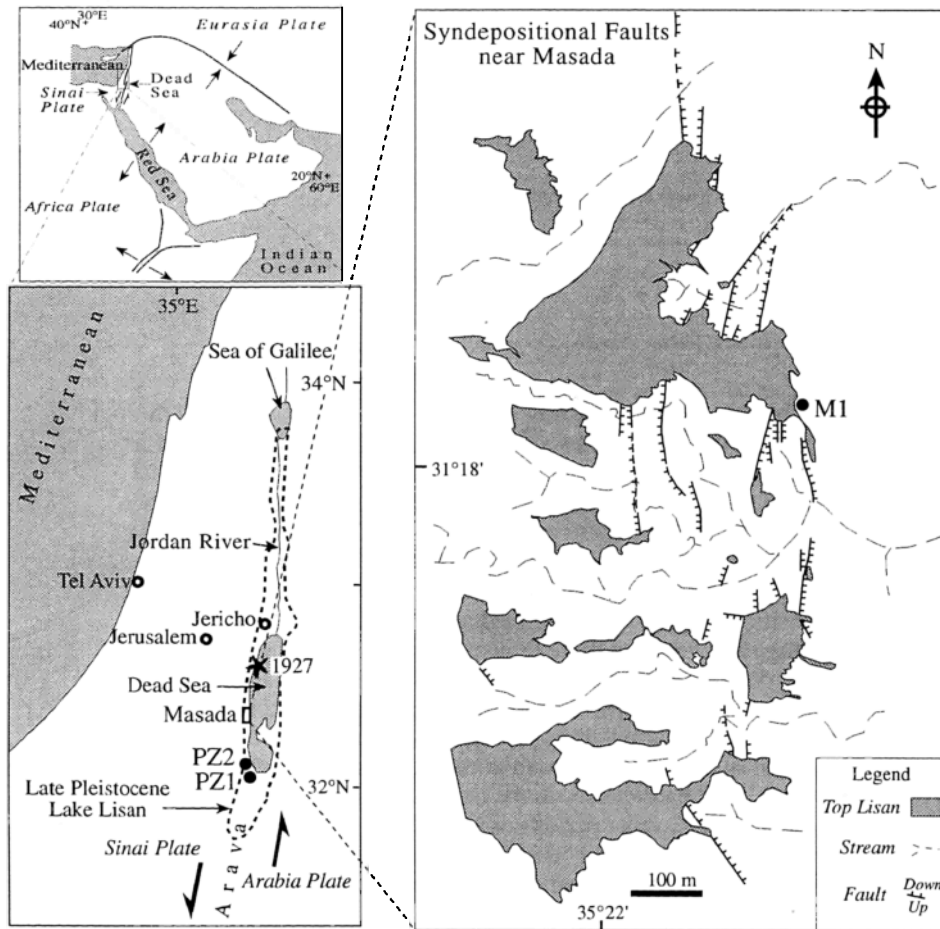 30°E
40°N+
Eurasia Plate
Mediterranean
Dead
Sea
Sinai
Plate
Red Sea
Arabia Plate
20°N+
60°E
Africa Plate
Indian
Ocean
35°E
Sea of Galilee
34°N
Mediterranean
Jordan River
Tel Aviv
Jericho
Jerusalem
1927
Dead Sea
Masada
PZ2
PZ1
32°N
Late Pleistocene
Lake Lisan
Arava
Sinai Plate
Arabia Plate
Syndepositional Faults
near Masada
N
M1
31°18'
100 m
35°22'
Legend
Top Lisan
Stream
Fault
Down
Up